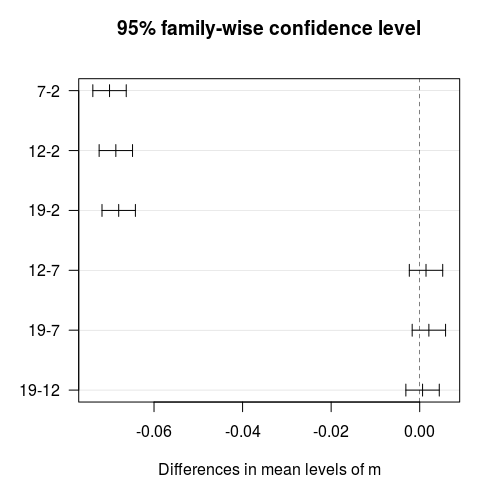 95% family-wise confidence level
7-2
12-2
19-2
12-7
19-7
19-12
-0.06 -0.04 -0.02 0.00
Differences in mean levels of m